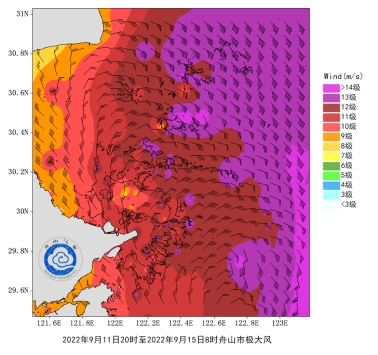 31N
30.8N
30.6N
30.4N
30.2N
30N
29.8N
29.6N
121.6E 121.8E 122E 122.2E 122.4E 122.6E 122.8E 123E
Wind(m/s)
>14级
13级
12级
11级
10级
9级
8级
7级
6级
5级
4级
3级
<3级
2022年9月11日20时至2022年9月15日8时舟山市极大风